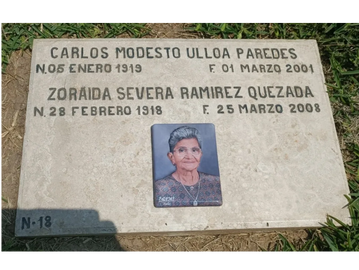 CARLOS MODESTO ULLOA PAREDES
N. 05 ENERO 1919 F. 01 MARZO 2001
ZORAIDA SEVERA RAMIREZ QUEZADA
N. 28 FEBRERO 1918 F. 25 MARZO 2008
N-18